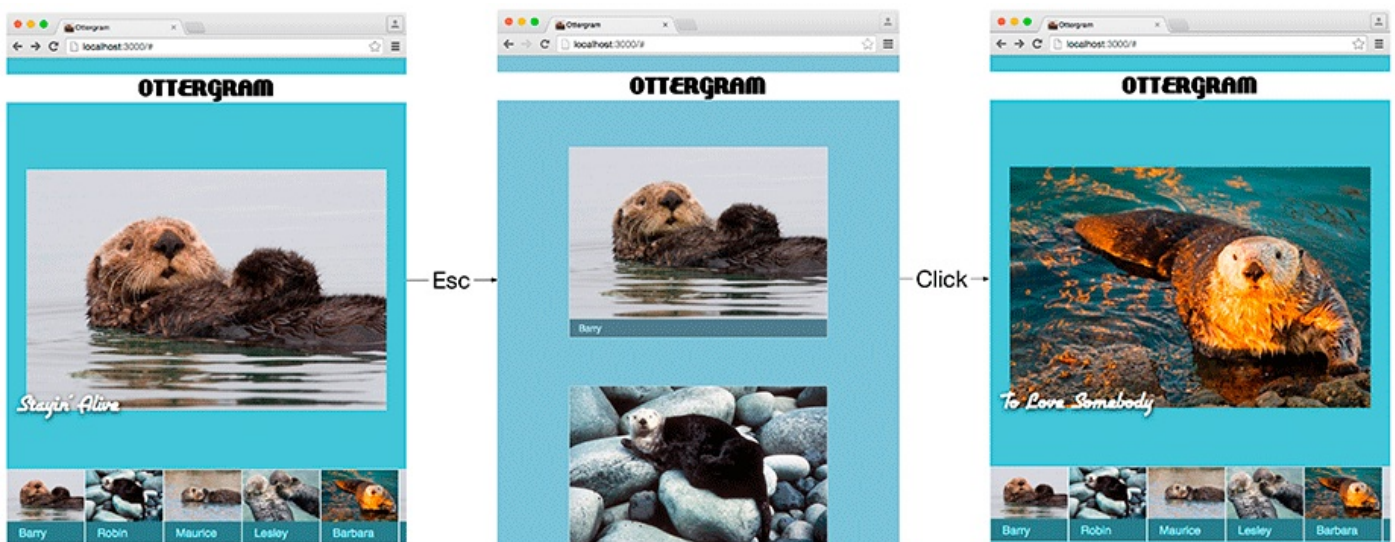 Ottergram
localhost:3000/#
OTTERGRAM
Stayin' Alive
Barry
Robin
Maurice
Lesley
Barbara
Esc
Ottergram
localhost:3000/#
OTTERGRAM
Barry
Click
Ottergram
localhost:3000/#
OTTERGRAM
To Love Somebody
Barry
Robin
Maurice
Lesley
Barbara